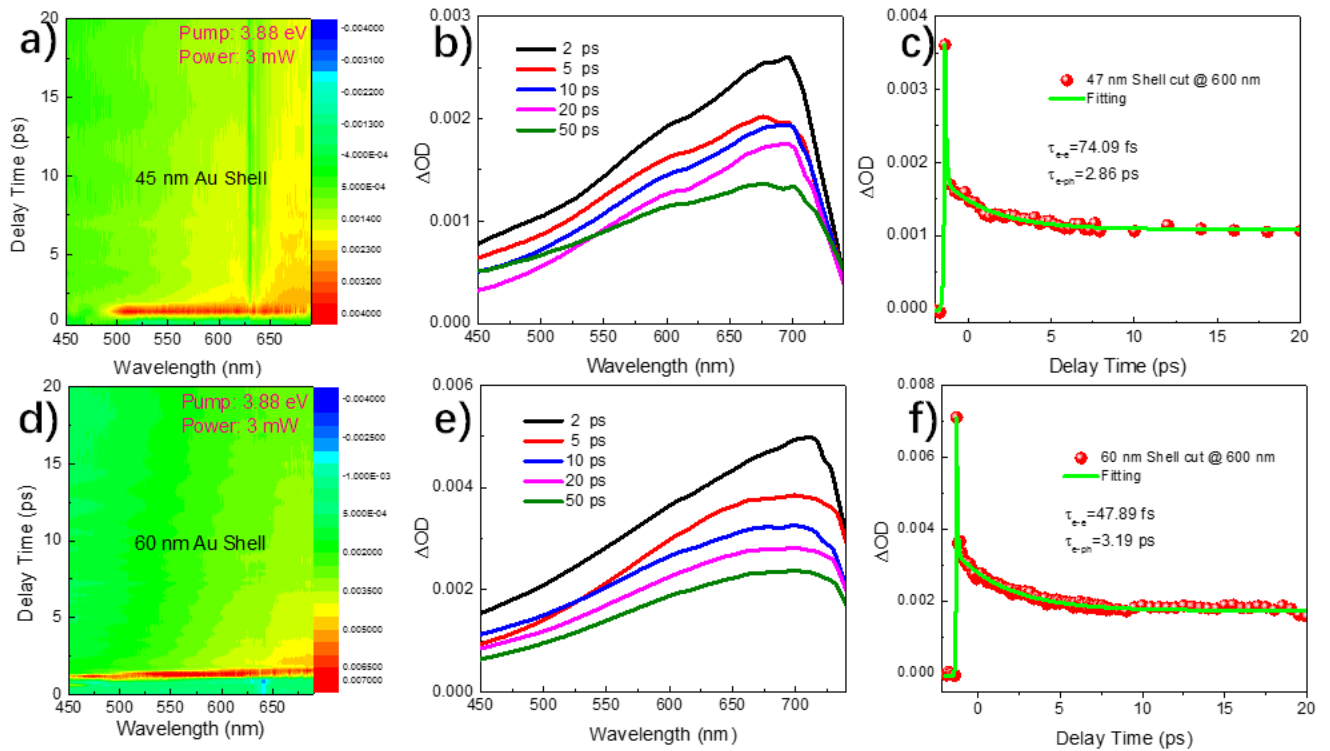 a)
Pump: 3.88 eV
Power: 3 mW
45 nm Au Shell
20
15
10
5
0
Delay Time (ps)
450 500 550 600 650
Wavelength (nm)
-0.004000
-0.003100
-0.002200
-0.001300
-4.000E-04
5.000E-04
0.001400
0.002300
0.003200
0.004000
b)
2 ps
5 ps
10 ps
20 ps
50 ps
0.003
0.002
0.001
0.000
ΔOD
450 500 550 600 650 700
Wavelength (nm)
c)
47 nm Shell cut @ 600 nm
Fitting
τe-e=74.09 fs
τe-ph=2.86 ps
0.004
0.003
0.002
0.001
0.000
ΔOD
0 5 10 15 20
Delay Time (ps)
d)
Pump: 3.88 eV
Power: 3 mW
60 nm Au Shell
20
15
10
5
0
Delay Time (ps)
450 500 550 600 650
Wavelength (nm)
-0.004000
-0.002500
-1.000E-03
5.000E-04
0.002000
0.003500
0.005000
0.006500
0.007000
e)
2 ps
5 ps
10 ps
20 ps
50 ps
0.006
0.004
0.002
0.000
ΔOD
450 500 550 600 650 700
Wavelength (nm)
f)
60 nm Shell cut @ 600 nm
Fitting
τe-e=47.89 fs
τe-ph=3.19 ps
0.008
0.006
0.004
0.002
0.000
ΔOD
0 5 10 15 20
Delay Time (ps)